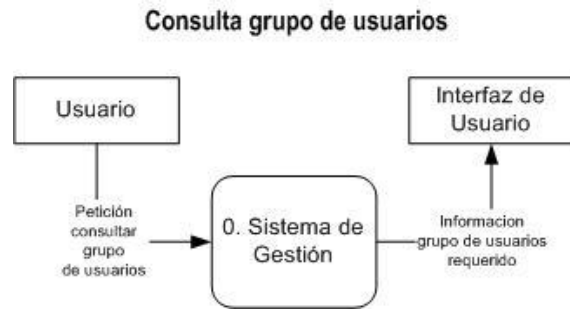 Consulta grupo de usuarios
Usuario
Interfaz de
Usuario
Petición
consultar
grupo
de usuarios
0. Sistema de
Gestión
Informacion
grupo de usuarios
requerido